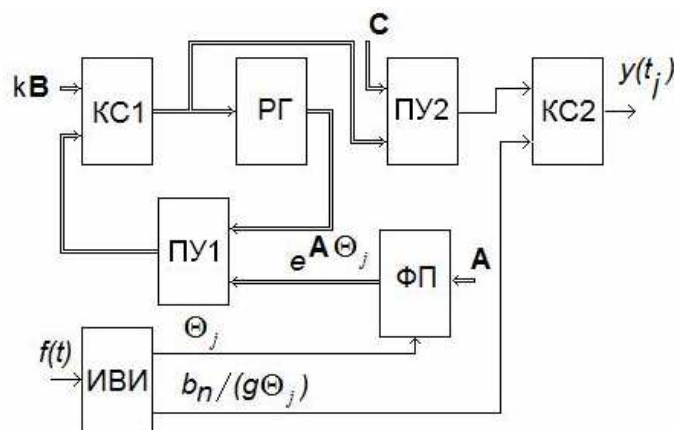 C
y(t_j)
kB
КС1
РГ
ПУ2
КС2
ПУ1
e^{AΘ_j}
ФП
A
Θ_j
f(t)
ИВИ
b_n/(gΘ_j)